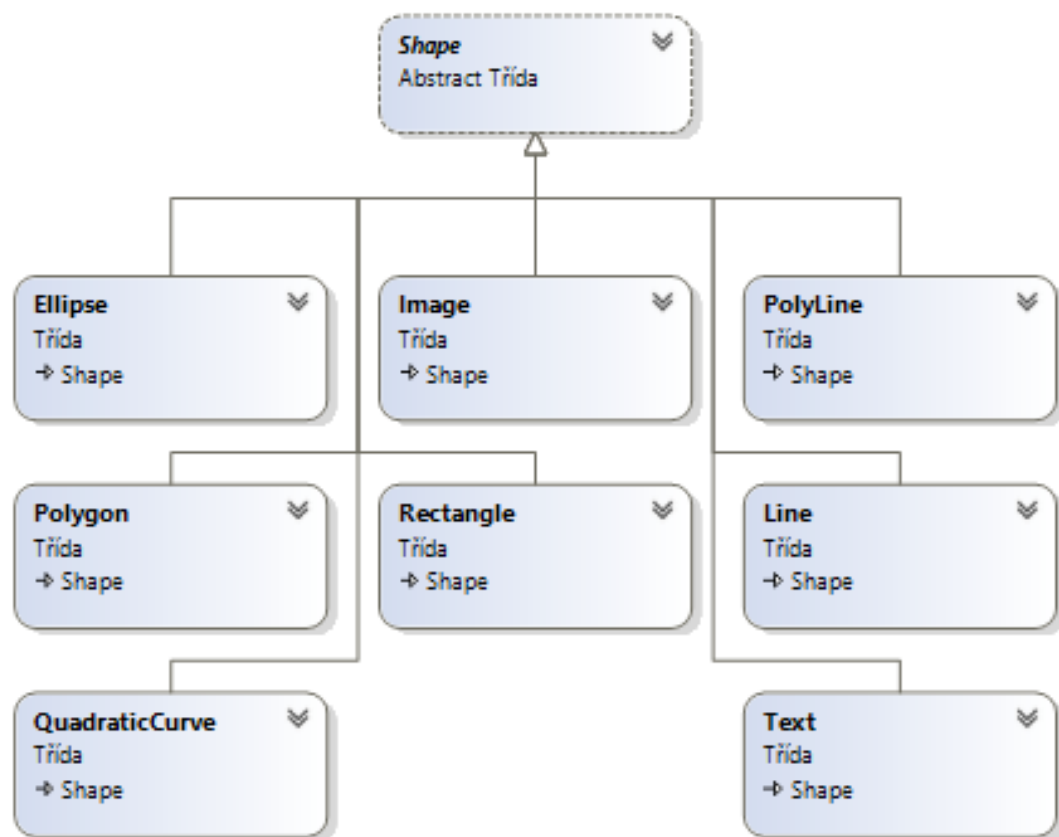 Shape
Abstract Třída
Ellipse
Třída
Shape
Image
Třída
Shape
PolyLine
Třída
Shape
Polygon
Třída
Shape
Rectangle
Třída
Shape
Line
Třída
Shape
QuadraticCurve
Třída
Shape
Text
Třída
Shape